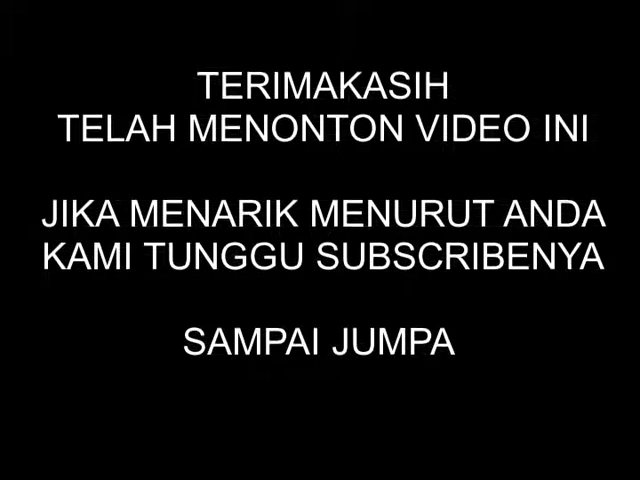 TERIMAKASIH
TELAH MENONTON VIDEO INI
JIKA MENARIK MENURUT ANDA
KAMI TUNGGU SUBSCRIBENYA
SAMPAI JUMPA